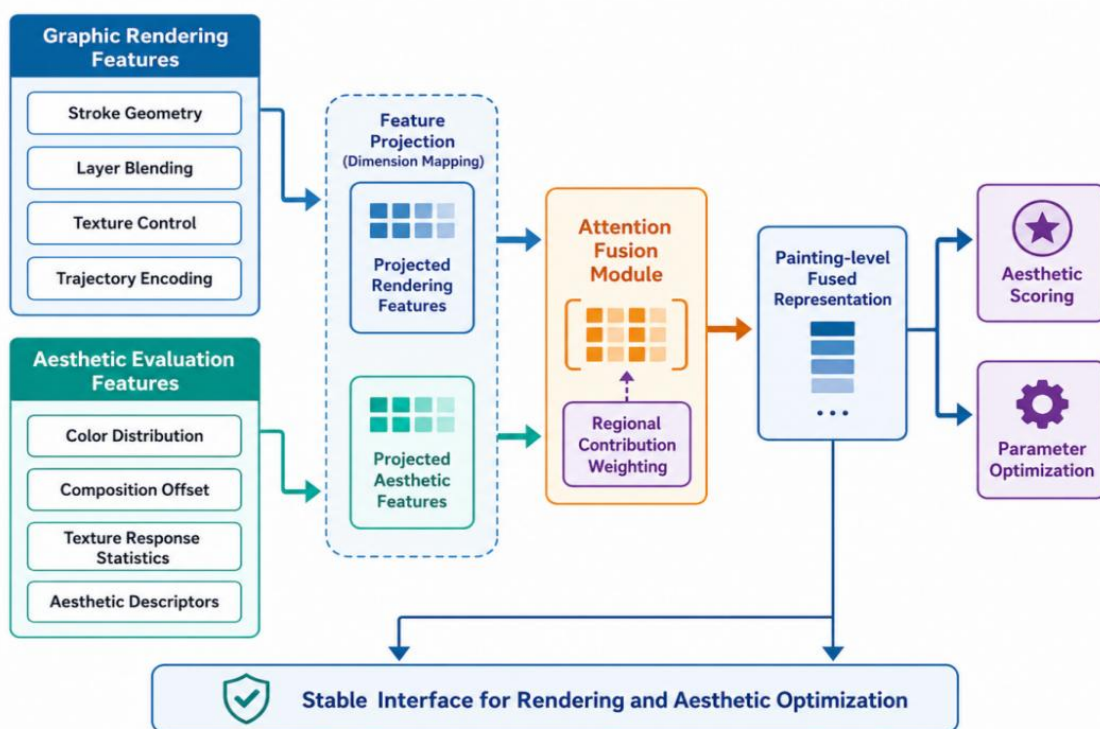 Graphic Rendering
Features
Stroke Geometry
Layer Blending
Texture Control
Trajectory Encoding
Aesthetic Evaluation
Features
Color Distribution
Composition Offset
Texture Response
Statistics
Aesthetic Descriptors
Feature
Projection
(Dimension Mapping)
Projected
Rendering
Features
Projected
Aesthetic
Features
Attention
Fusion
Module
Regional
Contribution
Weighting
Painting-level
Fused
Representation
...
Aesthetic
Scoring
Parameter
Optimization
Stable Interface for Rendering and Aesthetic Optimization